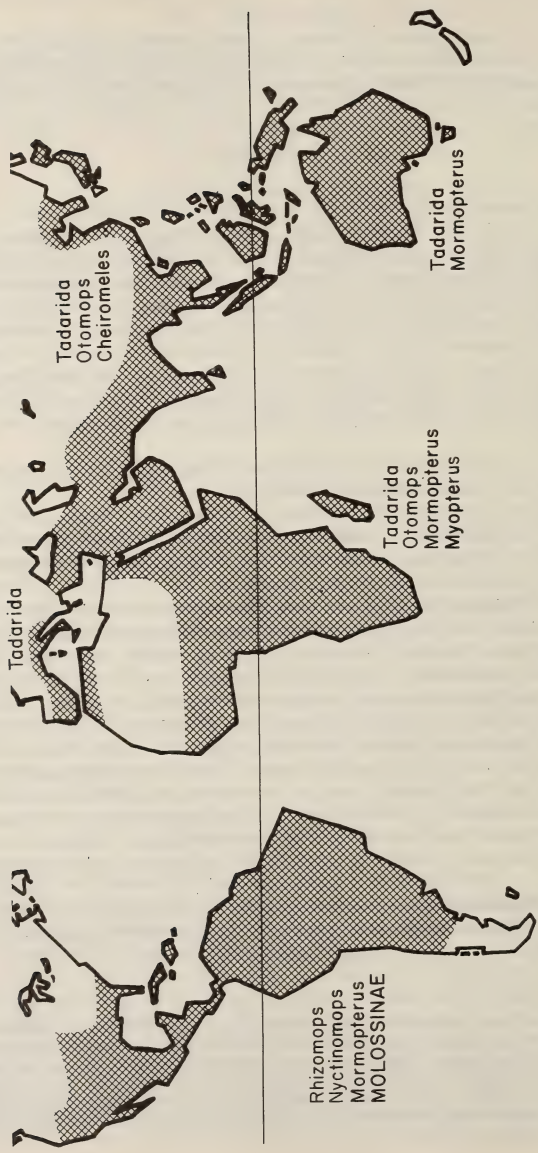 Rhizomops
Nyctinomops
Mormopterus
MOLOSSINAE
Tadarida
Tadarida
Otomops
Mormopterus
Myopterus
Tadarida
Otomops
Cheiromeles
Tadarida
Mormopterus